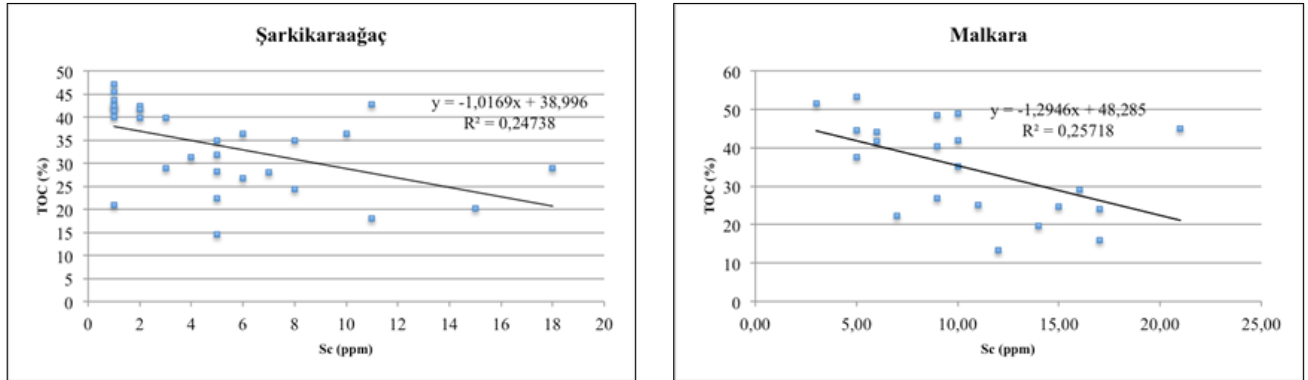 Şarkikaraağaç
50
45
40
35
30
25
20
15
10
5
0
TOC (%)
y = -1,0169x + 38,996
R² = 0,24738
0 2 4 6 8 10 12 14 16 18 20
Sc (ppm)
Malkara
60
50
40
30
20
10
0
TOC (%)
y = -1,2946x + 48,285
R² = 0,25718
0,00 5,00 10,00 15,00 20,00 25,00
Sc (ppm)